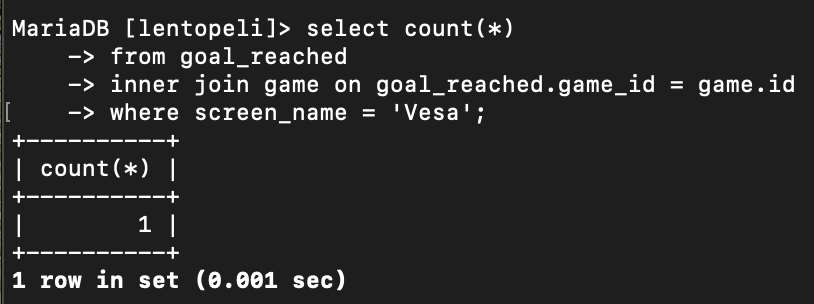 MariaDB [lentopeli]> select count(*)
    -> from goal_reached
    -> inner join game on goal_reached.game_id = game.id
[    -> where screen_name = 'Vesa';
+----------+
| count(*) |
+----------+
|        1 |
+----------+
1 row in set (0.001 sec)